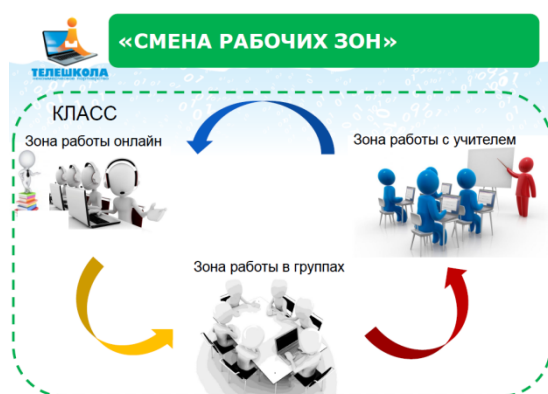 «СМЕНА РАБОЧИХ ЗОН»
ТЕЛЕШКОЛА
КЛАСС
Зона работы онлайн
Зона работы с учителем
Зона работы в группах